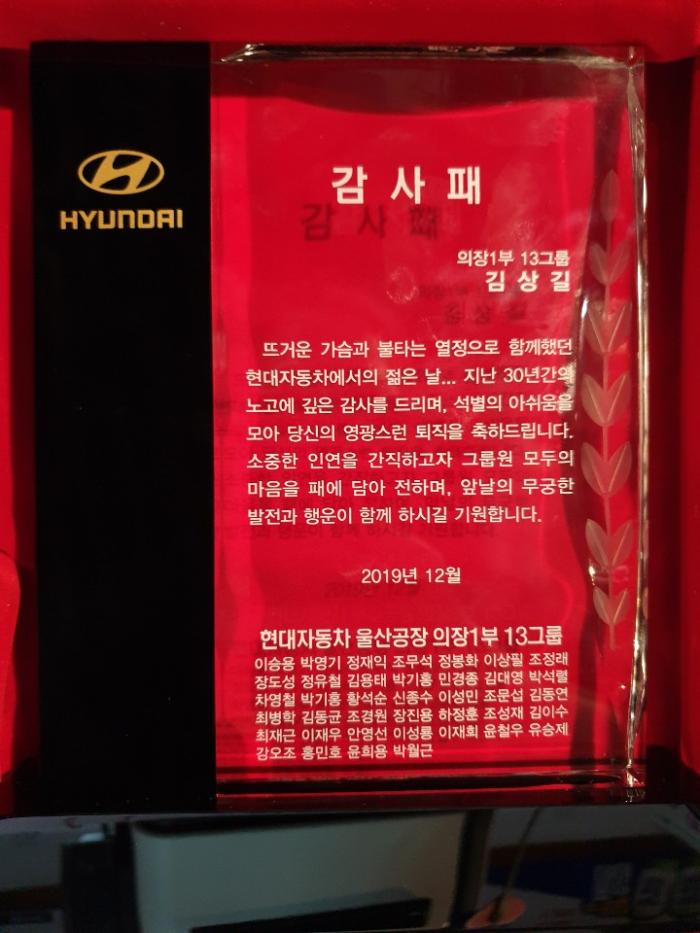 HYUNDAI
감사패
의장1부 13그룹
김상길
뜨거운 가슴과 불타는 열정으로 함께했던
현대자동차에서의 젊은 날... 지난 30년간의
노고에 깊은 감사를 드리며, 석별의 아쉬움을
모아 당신의 영광스런 퇴직을 축하드립니다.
소중한 인연을 간직하고자 그룹원 모두의
마음을 패에 담아 전하며, 앞날의 무궁한
발전과 행운이 함께 하시길 기원합니다.
2019년 12월
현대자동차 울산공장 의장1부 13그룹
이승용 박영기 정재익 조무석 정봉화 이상필 조정래
장도성 정유철 김용태 박기홍 민경종 김대영 박석렬
차영철 박기홍 황석순 신종수 이성민 조문섭 김동연
최병학 김동균 조경원 장진용 하정훈 조성재 김이수
최재근 이재우 안영선 이성룡 이재희 윤철우 유승제
강오조 홍민호 윤희용 박월근